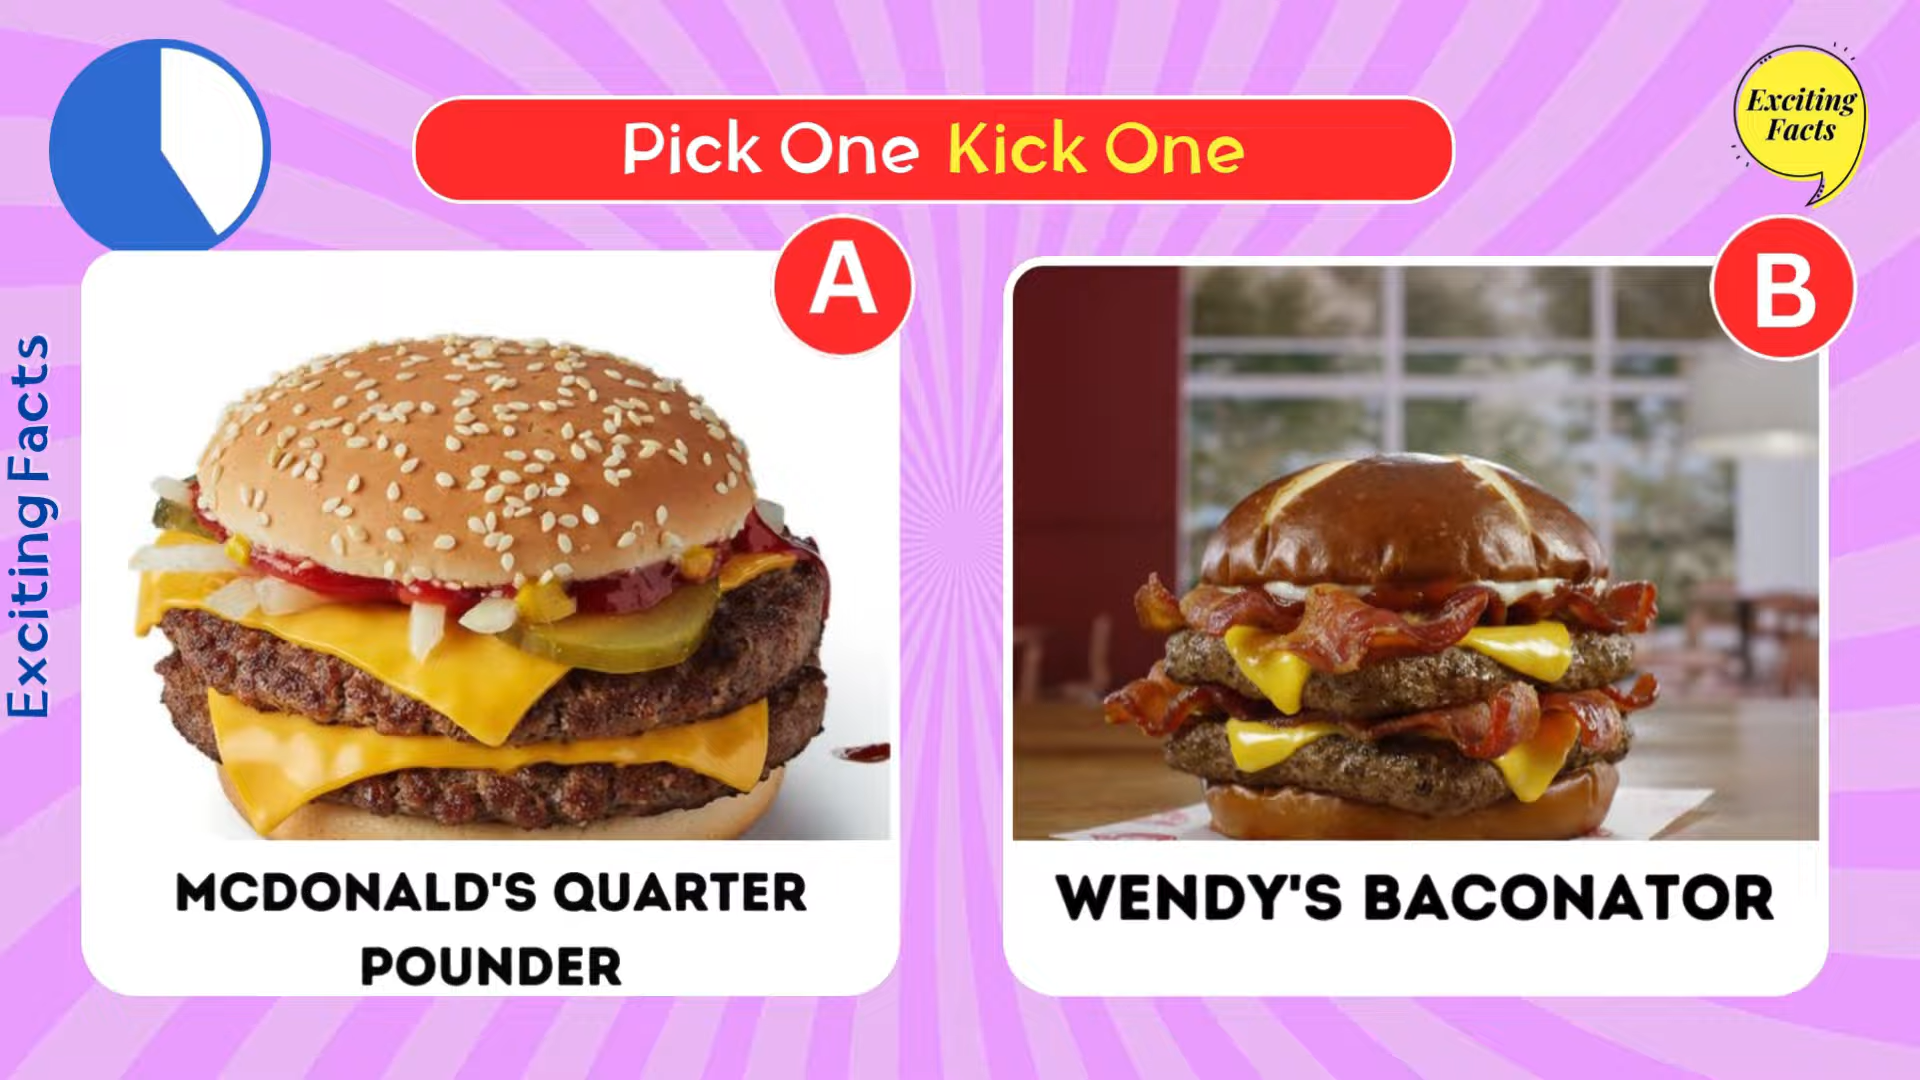 Pick One Kick One
Exciting
Facts
A
B
Exciting Facts
MCDONALD'S QUARTER
POUNDER
WENDY'S BACONATOR